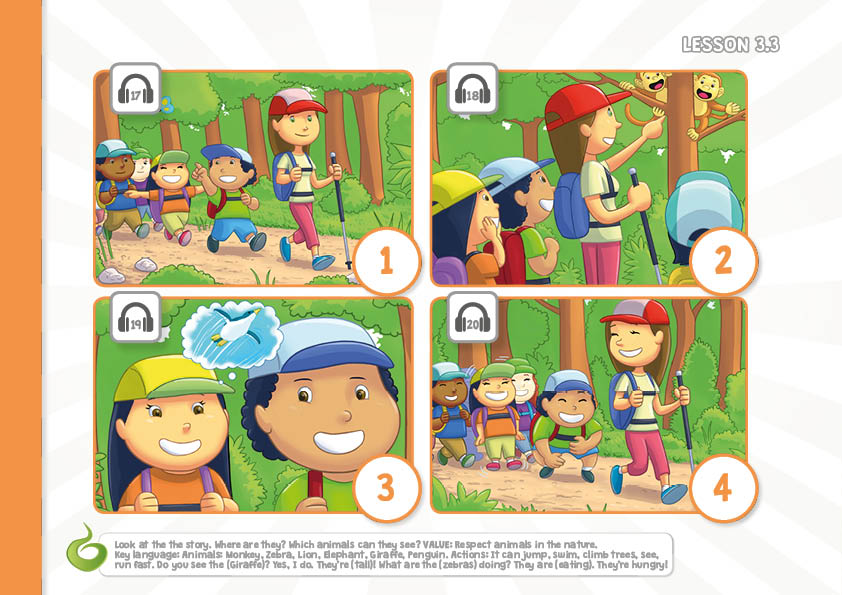 LESSON 3.3
17
18
1
2
19
20
3
4
Look at the the story. Where are they? Which animals can they see? VALUE: Respect animals in the nature.
Key language: Animals: Monkey, Zebra, Lion, Elephant, Giraffe, Penguin. Actions: It can jump, swim, climb trees, see,
run fast. Do you see the (Giraffe)? Yes, I do. They're (tall)! What are the (zebras) doing? They are (eating). They're hungry!